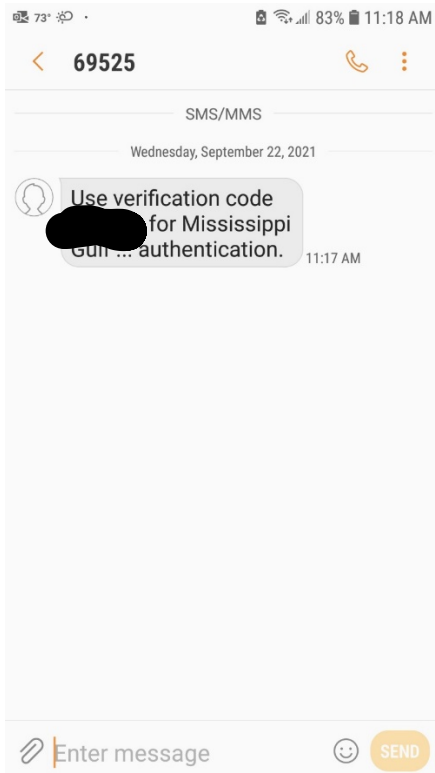 73°
83% 11:18 AM
69525
SMS/MMS
Wednesday, September 22, 2021
Use verification code
for Mississippi
Gulf ... authentication.
11:17 AM
Enter message
SEND